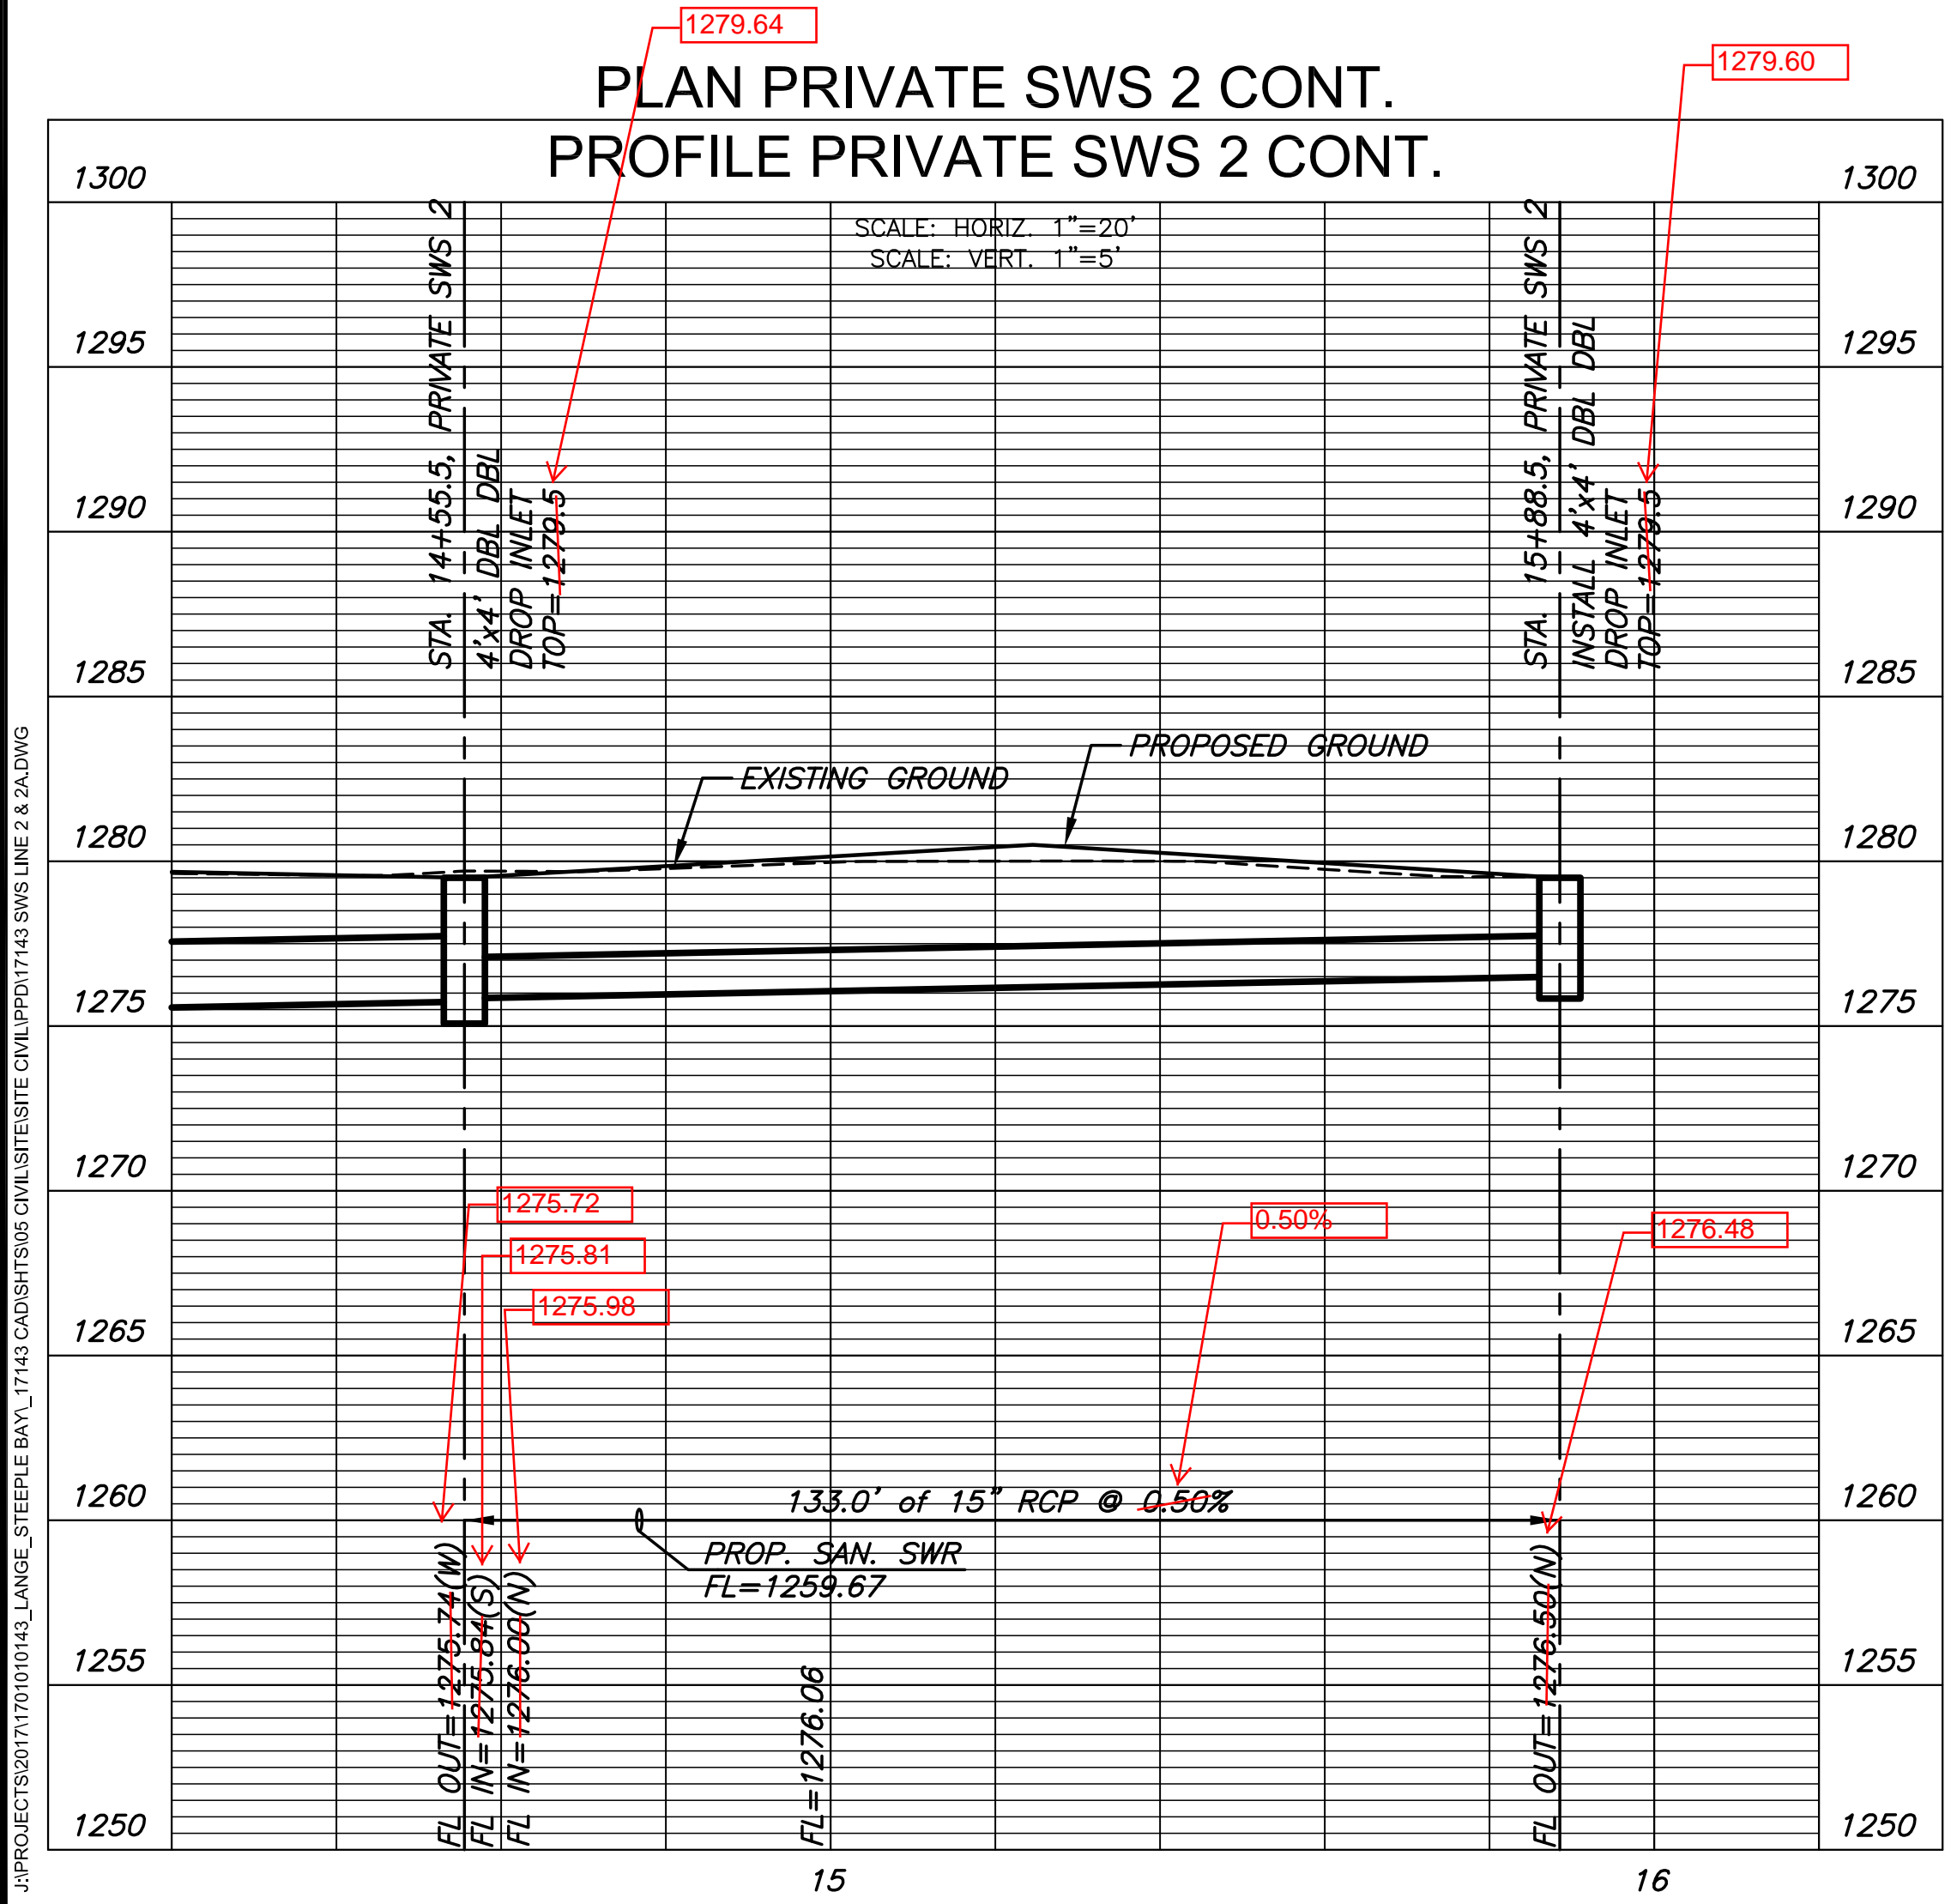 1279.64
1279.60
PLAN PRIVATE SWS 2 CONT.
PROFILE PRIVATE SWS 2 CONT.
SCALE: HORIZ. 1"=20'
SCALE: VERT. 1"=5'
1300
1295
1290
1285
1280
1275
1270
1265
1260
1255
1250
1300
1295
1290
1285
1280
1275
1270
1265
1260
1255
1250
STA. 14+55.5, PRIVATE SWS 2
4'x4' DBL DBL
DROP INLET
TOP=1279.5
STA. 15+88.5, PRIVATE SWS 2
INSTALL 4'x4' DBL DBL
DROP INLET
TOP=1279.5
EXISTING GROUND
PROPOSED GROUND
1275.72
1275.81
1275.98
0.50%
1276.48
133.0' of 15" RCP @ 0.50%
PROP. SAN. SWR
FL=1259.67
FL OUT=1275.74(W)
FL IN=1275.84(S)
FL IN=1276.00(N)
FL=1276.06
FL OUT=1276.50(N)
15
16
J:\PROJECTS\2017\1701010143_LANGE_STEEPLE BAY\_17143 CAD\SHTS\05 CIVIL\SITE\SITE CIVIL\PPD\17143 SWS LINE 2 & 2A.DWG